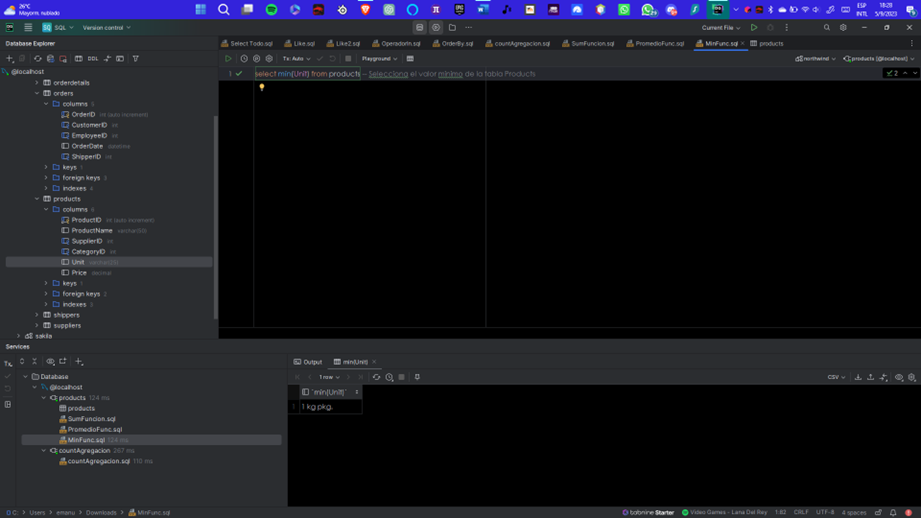 26°C
Mayorm. nublado
ESP
INTL
18:20
5/9/2023
SQL
Version control
Current File
Database Explorer
Select Todo.sql
Like.sql
Like2.sql
OperadorIn.sql
OrderBy.sql
countAgregacion.sql
SumFuncion.sql
PromedioFunc.sql
MinFunc.sql
products
DDL
Tx: Auto
Playground
northwind
products [@localhost]
@localhost
1
select min(Unit) from products -- Selecciona el valor mínimo de la tabla Products
2
orderdetails
orders
columns 5
OrderID int (auto increment)
CustomerID int
EmployeeID int
OrderDate datetime
ShipperID int
keys 1
foreign keys 3
indexes 4
products
columns 6
ProductID int (auto increment)
ProductName varchar(50)
SupplierID int
CategoryID int
Unit varchar(25)
Price decimal
keys 1
foreign keys 2
indexes 3
shippers
suppliers
sakila
Services
Tx
Output
min(Unit)
Database
1 row
CSV
@localhost
products 124 ms
products
SumFuncion.sql
PromedioFunc.sql
MinFunc.sql 124 ms
countAgregacion 267 ms
countAgregacion.sql 110 ms
`min(Unit)`
1
1 kg pkg.
C:
Users
emanu
Downloads
MinFunc.sql
tabnine Starter
Video Games - Lana Del Rey
1:82
CRLF
UTF-8
4 spaces